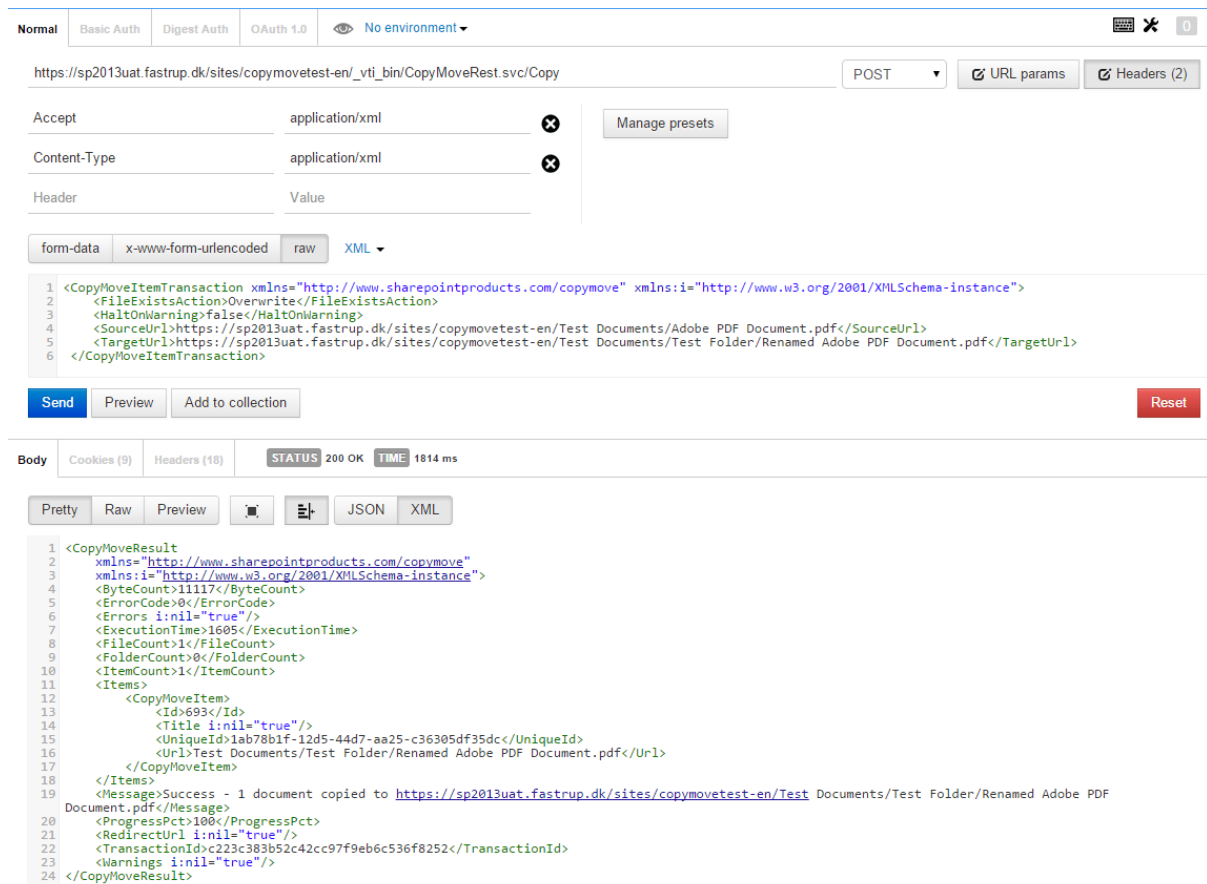 Normal Basic Auth Digest Auth OAuth 1.0 No environment 0
https://sp2013uat.fastrup.dk/sites/copymovetest-en/_vti_bin/CopyMoveRest.svc/Copy POST URL params Headers (2)
Accept application/xml Manage presets
Content-Type application/xml
Header Value
form-data x-www-form-urlencoded raw XML
1 <CopyMoveItemTransaction xmlns="http://www.sharepointproducts.com/copymove" xmlns:i="http://www.w3.org/2001/XMLSchema-instance">
2 <FileExistsAction>Overwrite</FileExistsAction>
3 <HaltOnWarning>false</HaltOnWarning>
4 <SourceUrl>https://sp2013uat.fastrup.dk/sites/copymovetest-en/Test Documents/Adobe PDF Document.pdf</SourceUrl>
5 <TargetUrl>https://sp2013uat.fastrup.dk/sites/copymovetest-en/Test Documents/Test Folder/Renamed Adobe PDF Document.pdf</TargetUrl>
6 </CopyMoveItemTransaction>
Send Preview Add to collection Reset
Body Cookies (9) Headers (18) STATUS 200 OK TIME 1814 ms
Pretty Raw Preview JSON XML
1 <CopyMoveResult
2 xmlns="http://www.sharepointproducts.com/copymove"
3 xmlns:i="http://www.w3.org/2001/XMLSchema-instance">
4 <ByteCount>11117</ByteCount>
5 <ErrorCode>0</ErrorCode>
6 <Errors i:nil="true"/>
7 <ExecutionTime>1605</ExecutionTime>
8 <FileCount>1</FileCount>
9 <FolderCount>0</FolderCount>
10 <ItemCount>1</ItemCount>
11 <Items>
12 <CopyMoveItem>
13 <Id>693</Id>
14 <Title i:nil="true"/>
15 <UniqueId>1ab78b1f-12d5-44d7-aa25-c36305df35dc</UniqueId>
16 <Url>Test Documents/Test Folder/Renamed Adobe PDF Document.pdf</Url>
17 </CopyMoveItem>
18 </Items>
19 <Message>Success - 1 document copied to https://sp2013uat.fastrup.dk/sites/copymovetest-en/Test Documents/Test Folder/Renamed Adobe PDF
Document.pdf</Message>
20 <ProgressPct>100</ProgressPct>
21 <RedirectUrl i:nil="true"/>
22 <TransactionId>c223c383b52c42cc97f9eb6c536f8252</TransactionId>
23 <Warnings i:nil="true"/>
24 </CopyMoveResult>